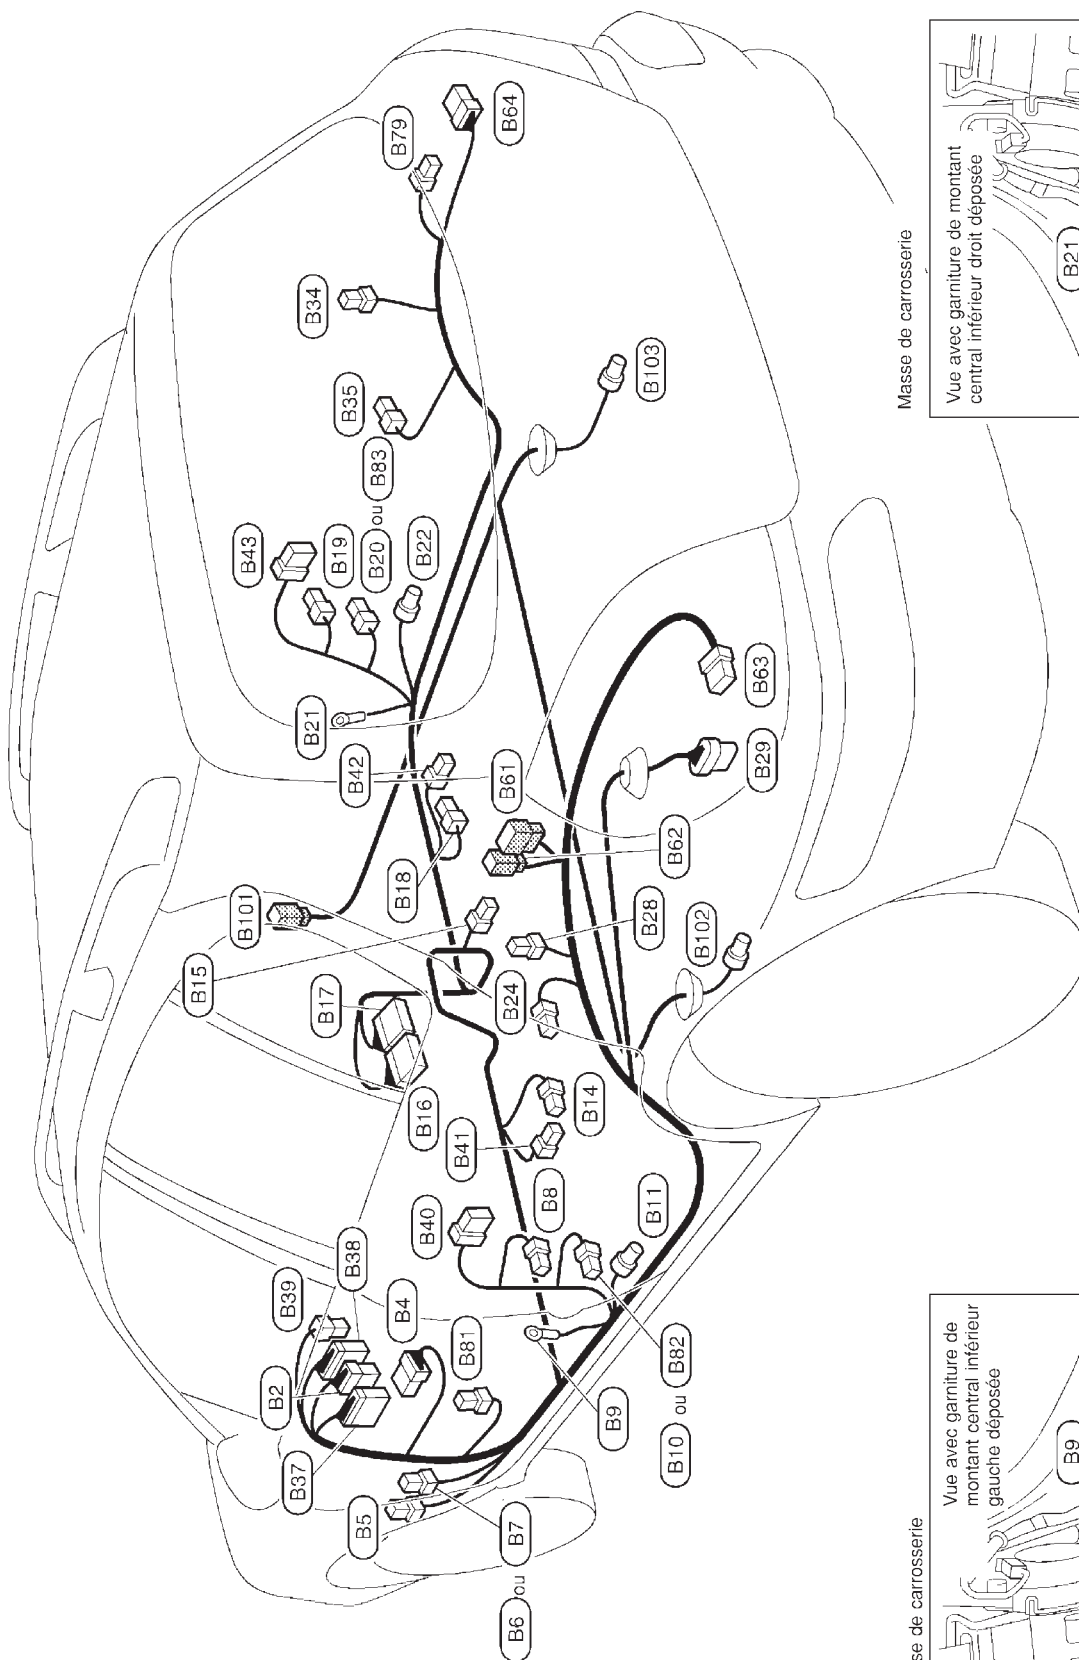 B64
B79
B34
B35
B20 ou B83
B103
B43
B19
B22
B21
B42
B61
B63
B29
B62
B18
B101
B15
B28
B102
B17
B24
B16
B14
B41
B8
B40
B11
B38
B39
B4
B81
B2
B37
B9
B10 ou B82
B5
B6 ou B7
Masse de carrosserie
Vue avec garniture de montant
central inférieur droit déposée
B21
se de carrosserie
Vue avec garniture de
montant central inférieur
gauche déposée
B9